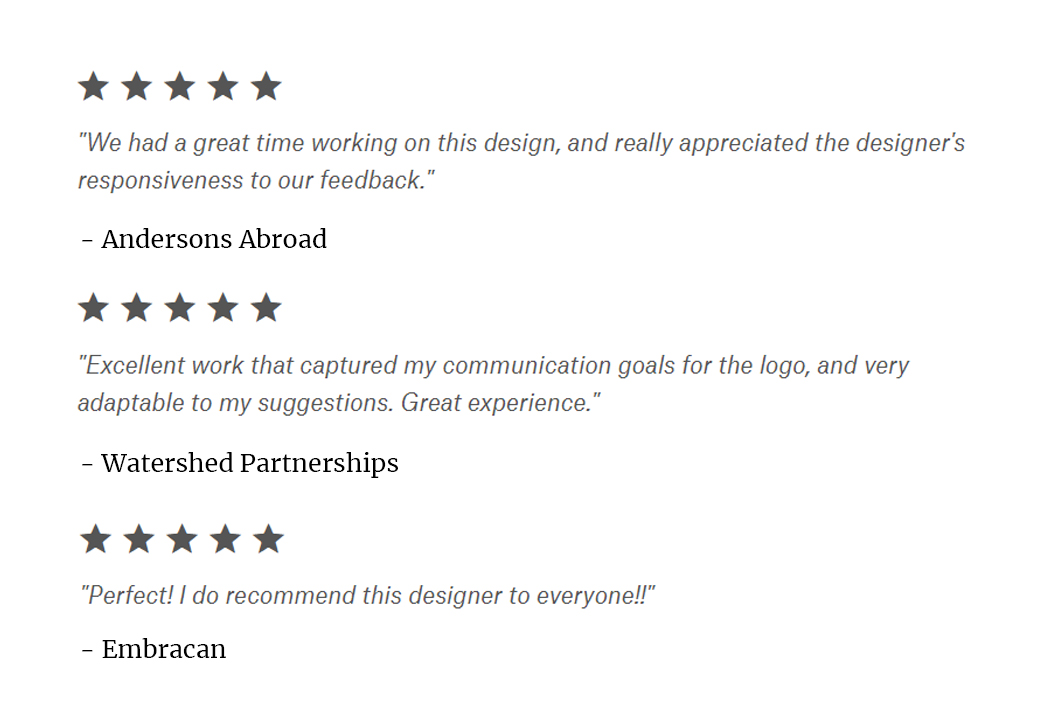 "We had a great time working on this design, and really appreciated the designer's
responsiveness to our feedback."
- Andersons Abroad
"Excellent work that captured my communication goals for the logo, and very
adaptable to my suggestions. Great experience."
- Watershed Partnerships
"Perfect! I do recommend this designer to everyone!!"
- Embracan